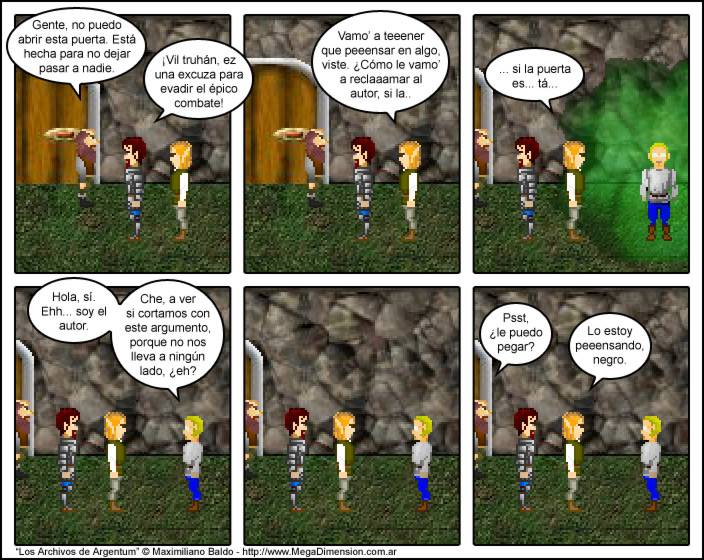 Gente, no puedo
abrir esta puerta. Está
hecha para no dejar
pasar a nadie.
¡Vil truhán, ez
una excuza para
evadir el épico
combate!
Vamo' a teeener
que peeensar en algo,
viste. ¿Cómo le vamo'
a reclaaamar al
autor, si la..
... si la puerta
es... tá...
Hola, sí.
Ehh... soy el
autor.
Che, a ver
si cortamos con
este argumento,
porque no nos
lleva a ningún
lado, ¿eh?
Psst,
¿le puedo
pegar?
Lo estoy
peeensando,
negro.
"Los Archivos de Argentum" © Maximiliano Baldo - http://www.MegaDimension.com.ar